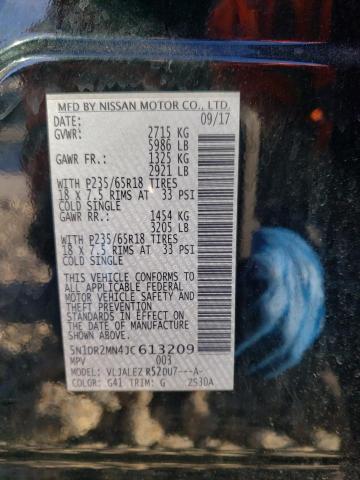 MFD BY NISSAN MOTOR CO., LTD.
DATE: 09/17
GVWR: 2715 KG
5986 LB
GAWR FR.: 1325 KG
2921 LB
WITH P235/65R18 TIRES
18 X 7.5 RIMS AT 33 PSI
COLD SINGLE
GAWR RR.: 1454 KG
3205 LB
WITH P235/65R18 TIRES
18 X 7.5 RIMS AT 33 PSI
COLD SINGLE
THIS VEHICLE CONFORMS TO
ALL APPLICABLE FEDERAL
MOTOR VEHICLE SAFETY
AND THEFT PREVENTION
STANDARDS IN EFFECT ON
THE DATE OF MANUFACTURE
SHOWN ABOVE.
5N1DR2MN4JC613209
MPV 003
MODEL: VLJALEZ R52DU7---A-
COLOR: G41 TRIM: G 2S30A